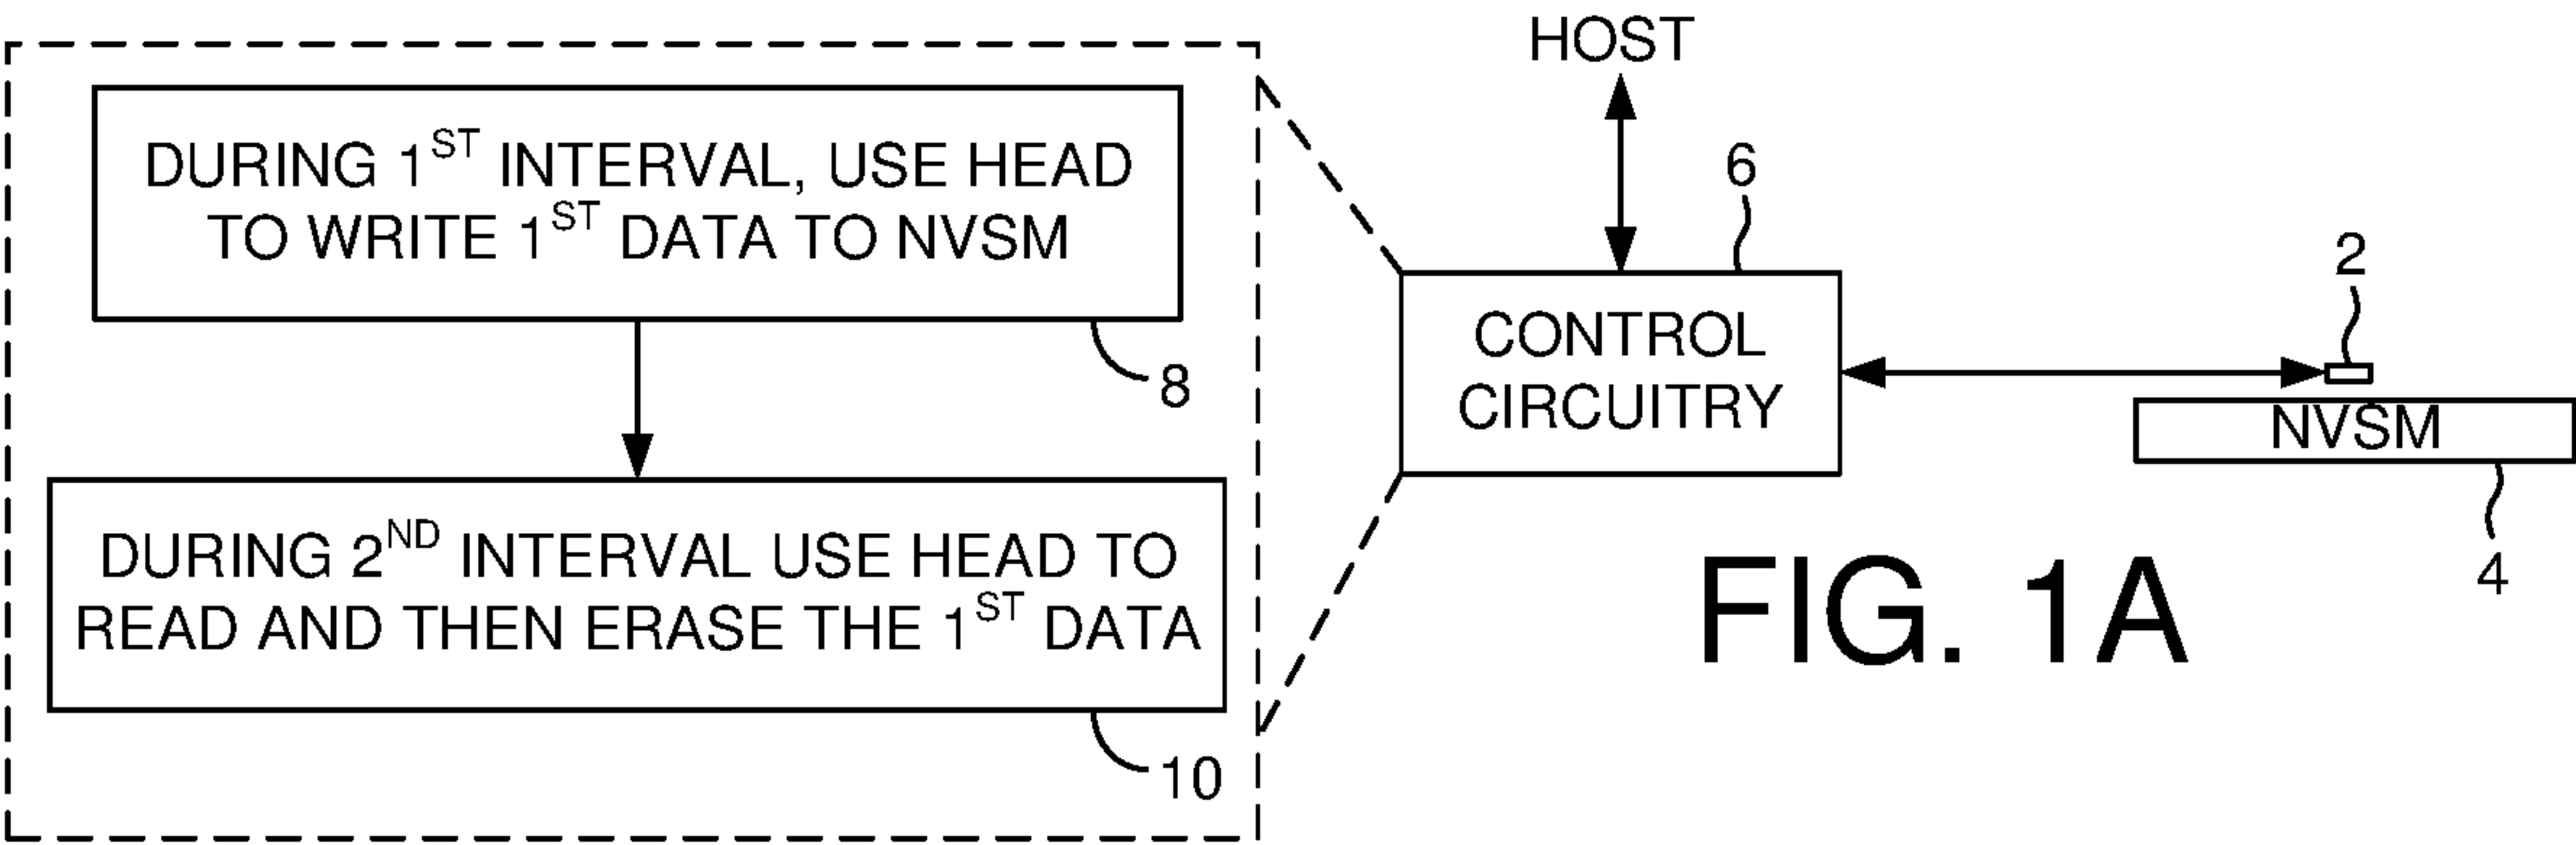 DURING 1ST INTERVAL, USE HEAD
TO WRITE 1ST DATA TO NVSM
8
DURING 2ND INTERVAL USE HEAD TO
READ AND THEN ERASE THE 1ST DATA
10
HOST
6
CONTROL
CIRCUITRY
2
NVSM
4
FIG. 1A